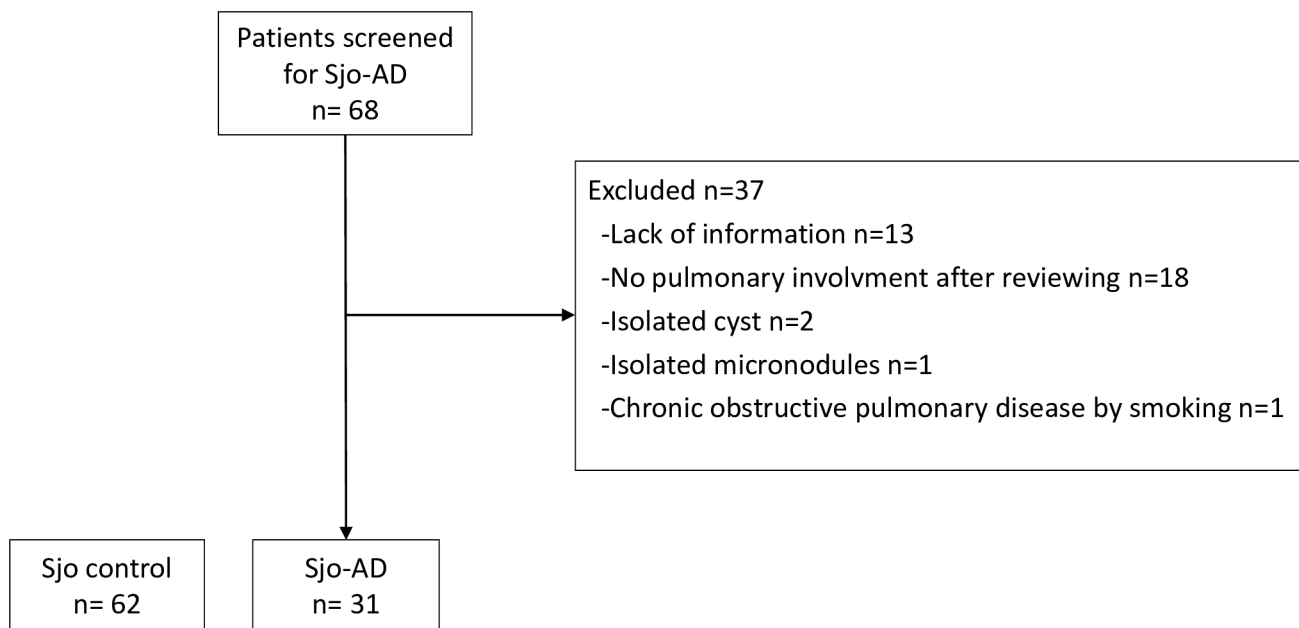 Patients screened
for Sjo-AD
n= 68
Excluded n=37
-Lack of information n=13
-No pulmonary involvment after reviewing n=18
-Isolated cyst n=2
-Isolated micronodules n=1
-Chronic obstructive pulmonary disease by smoking n=1
Sjo control
n= 62
Sjo-AD
n= 31